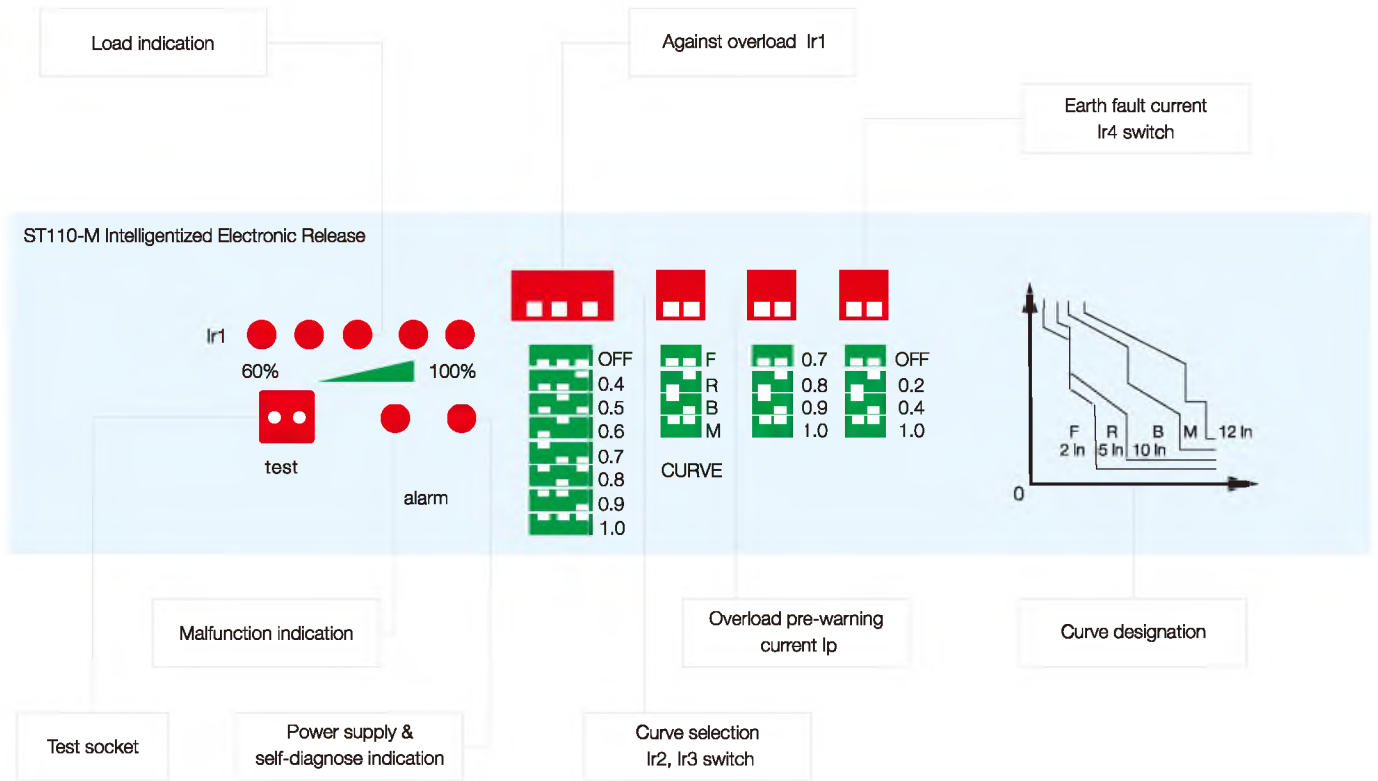 Load indication
Against overload Ir1
Earth fault current
Ir4 switch
ST110-M Intelligentized Electronic Release
Ir1
60%
100%
test
alarm
OFF
0.4
0.5
0.6
0.7
0.8
0.9
1.0
F
R
B
M
CURVE
0.7
0.8
0.9
1.0
OFF
0.2
0.4
1.0
F R B M 12 In
2 In 5 In 10 In
0
Malfunction indication
Overload pre-warning
current Ip
Curve designation
Test socket
Power supply &
self-diagnose indication
Curve selection
Ir2, Ir3 switch